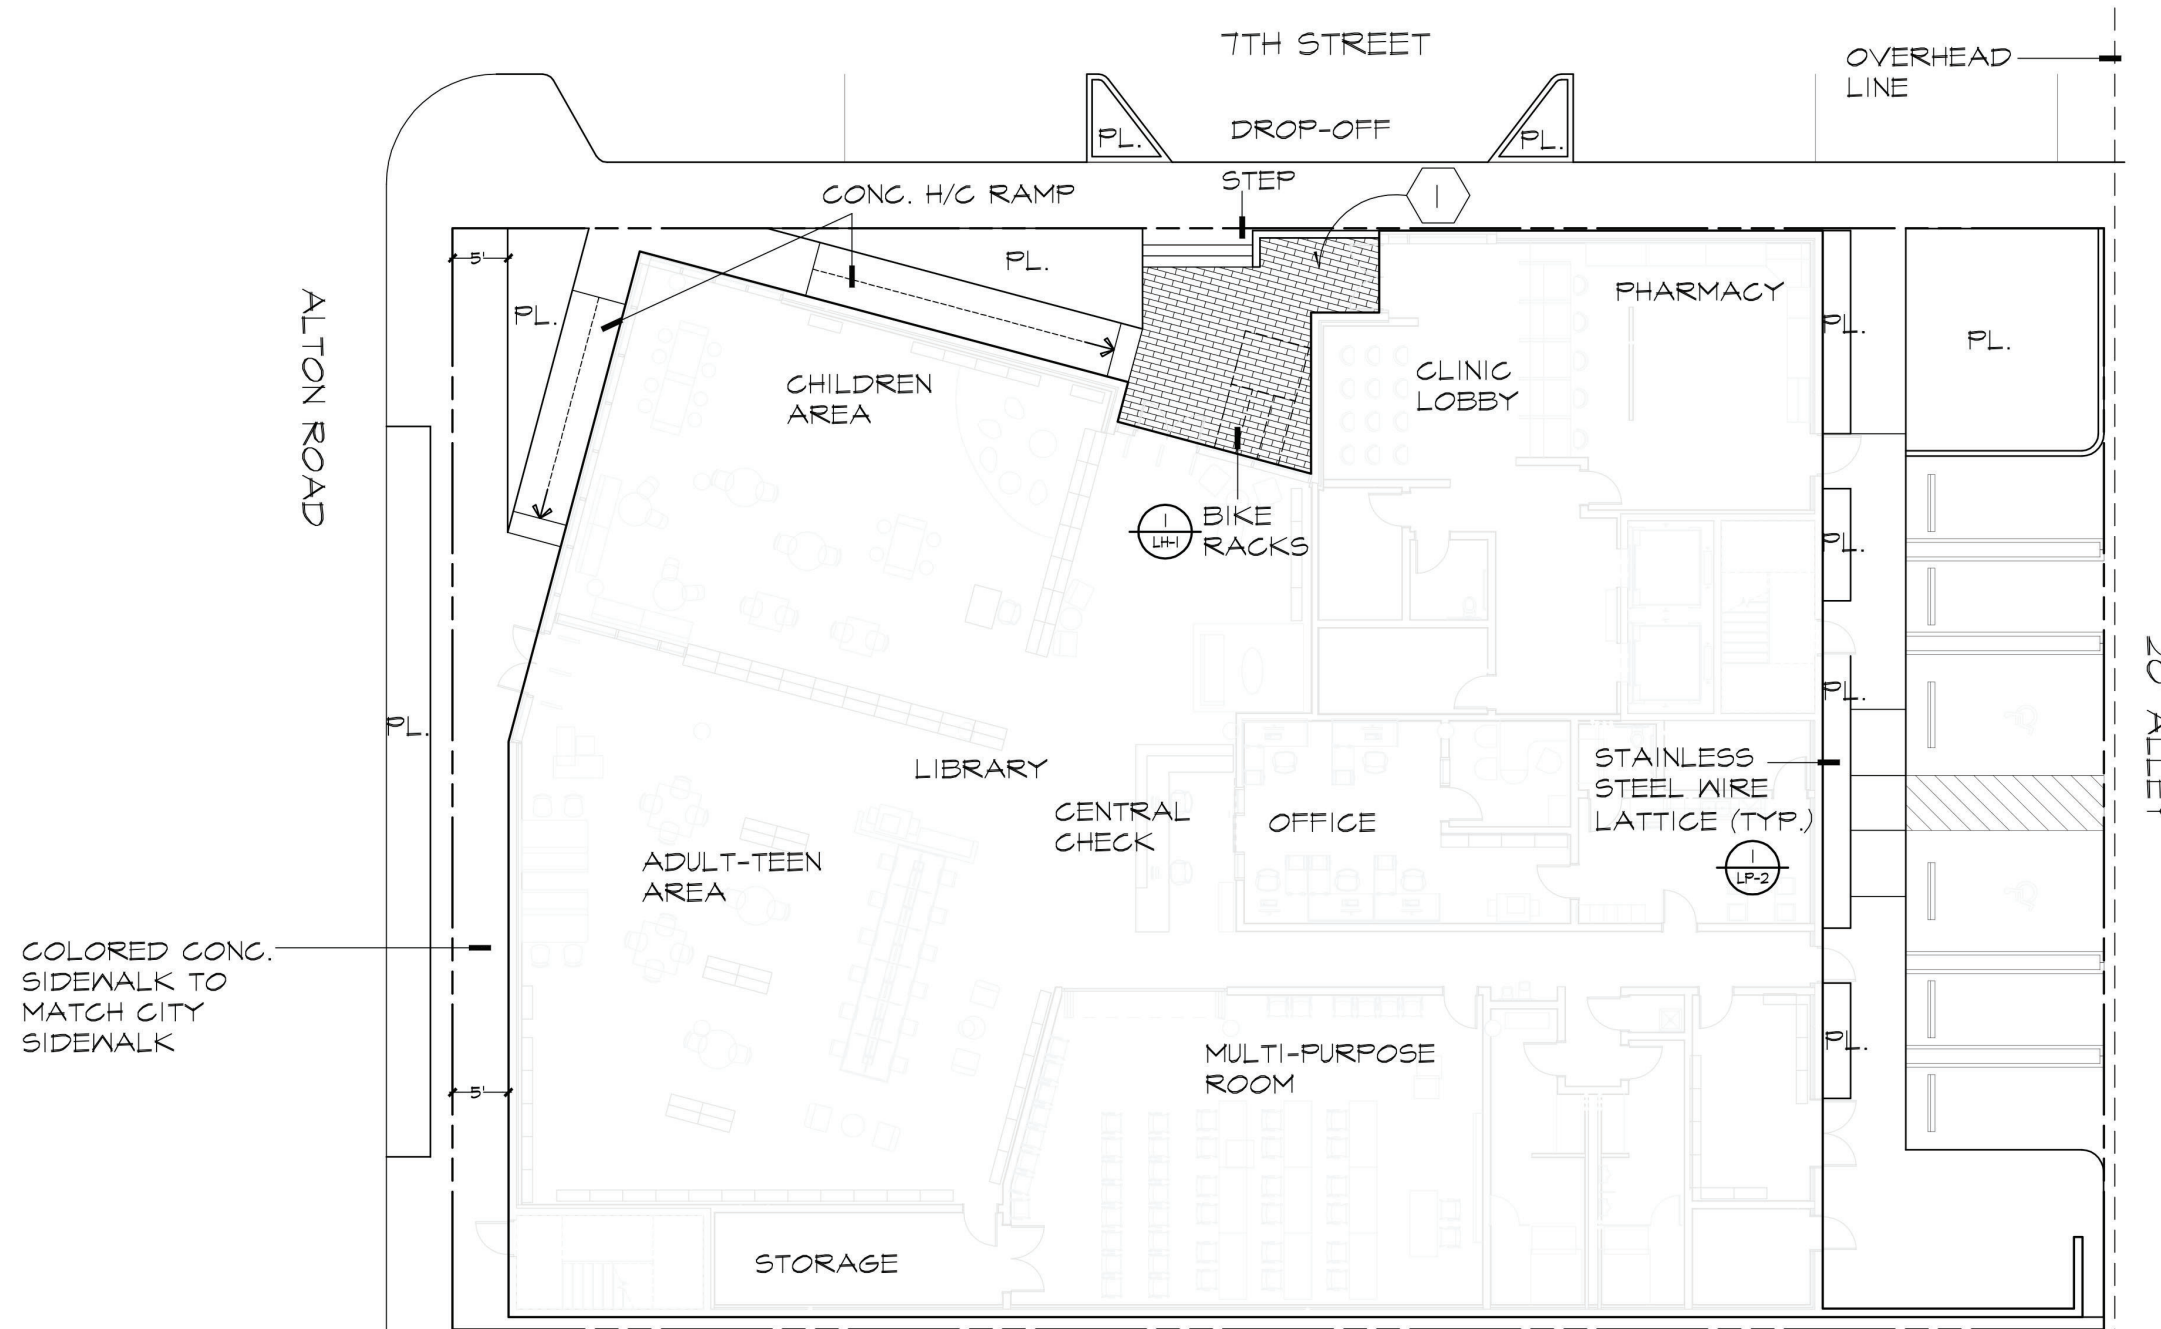 7TH STREET
OVERHEAD
LINE
PL.
DROP-OFF
PL.
STEP
CONC. H/C RAMP
1
5'
PL.
PL.
PHARMACY
PL.
PL.
ALTON ROAD
CHILDREN
AREA
CLINIC
LOBBY
1
LH-1
BIKE
RACKS
PL.
20' ALLEY
PL.
PL.
LIBRARY
STAINLESS
STEEL WIRE
LATTICE (TYP.)
CENTRAL
CHECK
OFFICE
ADULT-TEEN
AREA
1
LP-2
COLORED CONC.
SIDEWALK TO
MATCH CITY
SIDEWALK
PL.
MULTI-PURPOSE
ROOM
5'
STORAGE